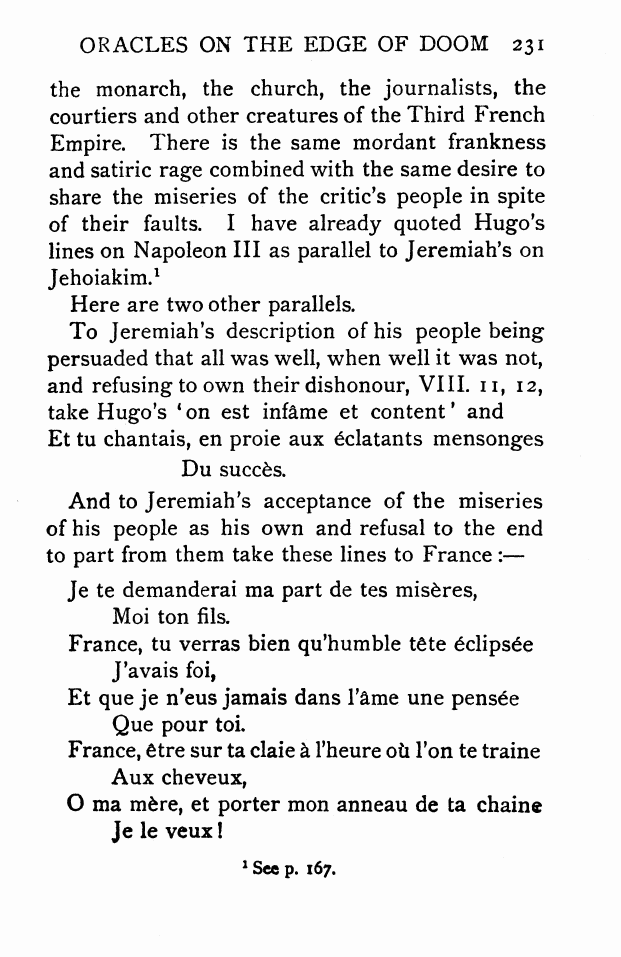 ORACLES ON THE EDGE OF DOOM 231
the monarch, the church, the journalists, the
courtiers and other creatures of the Third French
Empire. There is the same mordant frankness
and satiric rage combined with the same desire to
share the miseries of the critic's people in spite
of their faults. I have already quoted Hugo's
lines on Napoleon III as parallel to Jeremiah's on
Jehoiakim.¹
Here are two other parallels.
To Jeremiah's description of his people being
persuaded that all was well, when well it was not,
and refusing to own their dishonour, VIII. 11, 12,
take Hugo's ‘on est infâme et content’ and
Et tu chantais, en proie aux éclatants mensonges
Du succès.
And to Jeremiah's acceptance of the miseries
of his people as his own and refusal to the end
to part from them take these lines to France :—
Je te demanderai ma part de tes misères,
Moi ton fils.
France, tu verras bien qu'humble tête éclipsée
J'avais foi,
Et que je n'eus jamais dans l'âme une pensée
Que pour toi.
France, être sur ta claie à l'heure où l'on te traine
Aux cheveux,
O ma mère, et porter mon anneau de ta chaine
Je le veux !
¹ See p. 167.